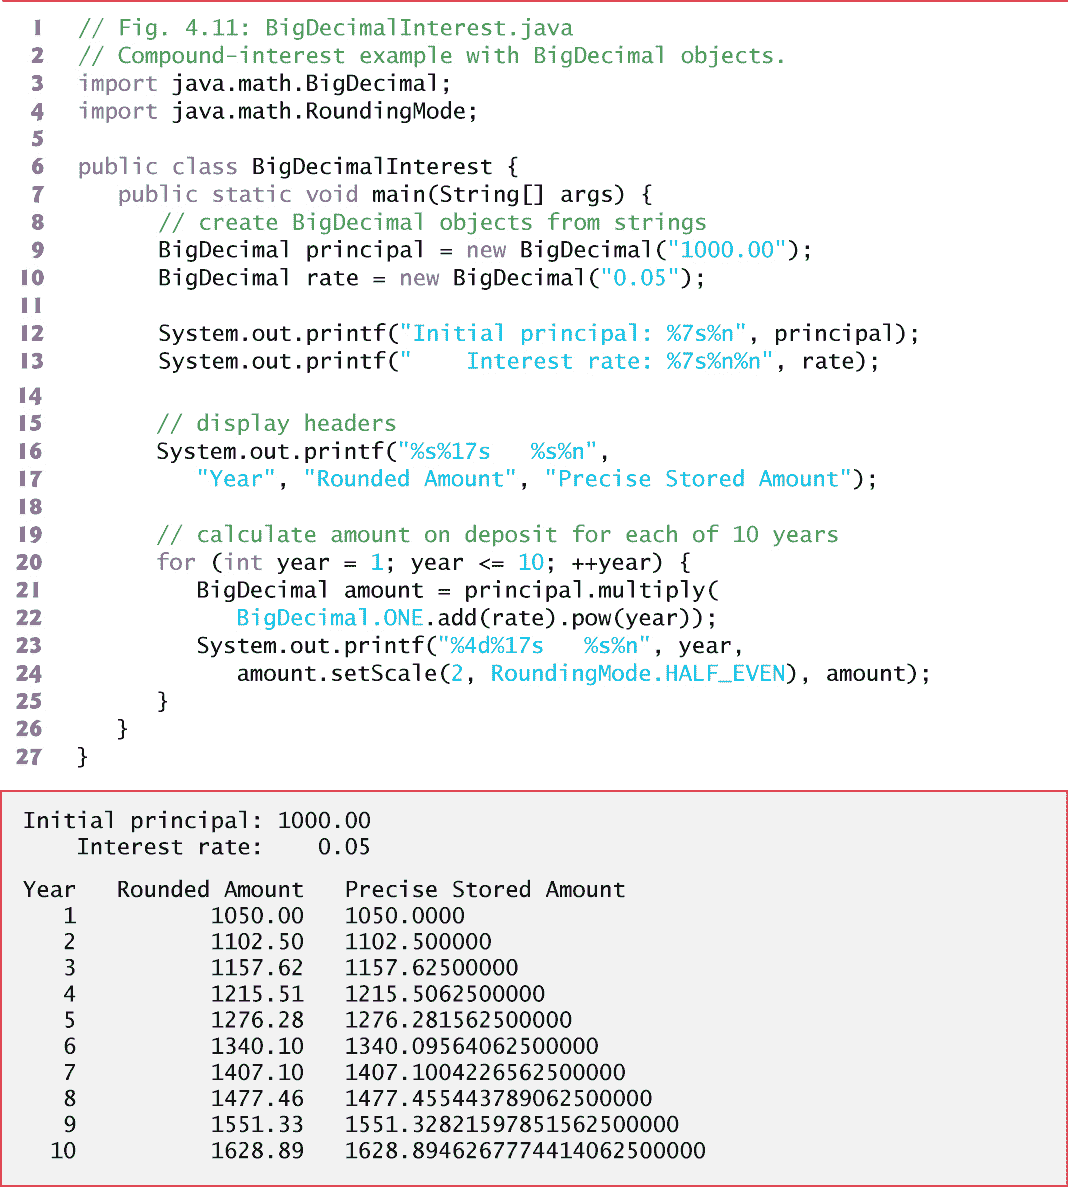 1 // Fig. 4.11: BigDecimalInterest.java
2 // Compound-interest example with BigDecimal objects.
3 import java.math.BigDecimal;
4 import java.math.RoundingMode;
5
6 public class BigDecimalInterest {
7    public static void main(String[] args) {
8       // create BigDecimal objects from strings
9       BigDecimal principal = new BigDecimal("1000.00");
10       BigDecimal rate = new BigDecimal("0.05");
11
12       System.out.printf("Initial principal: %7s%n", principal);
13       System.out.printf("    Interest rate: %7s%n%n", rate);
14
15       // display headers
16       System.out.printf("%s%17s   %s%n",
17          "Year", "Rounded Amount", "Precise Stored Amount");
18
19       // calculate amount on deposit for each of 10 years
20       for (int year = 1; year <= 10; ++year) {
21          BigDecimal amount = principal.multiply(
22             BigDecimal.ONE.add(rate).pow(year));
23          System.out.printf("%4d%17s   %s%n", year,
24             amount.setScale(2, RoundingMode.HALF_EVEN), amount);
25       }
26    }
27 }
Initial principal: 1000.00
    Interest rate:    0.05
Year   Rounded Amount   Precise Stored Amount
   1          1050.00   1050.0000
   2          1102.50   1102.500000
   3          1157.62   1157.62500000
   4          1215.51   1215.5062500000
   5          1276.28   1276.281562500000
   6          1340.10   1340.09564062500000
   7          1407.10   1407.1004226562500000
   8          1477.46   1477.455443789062500000
   9          1551.33   1551.32821597851562500000
  10          1628.89   1628.8946267774414062500000